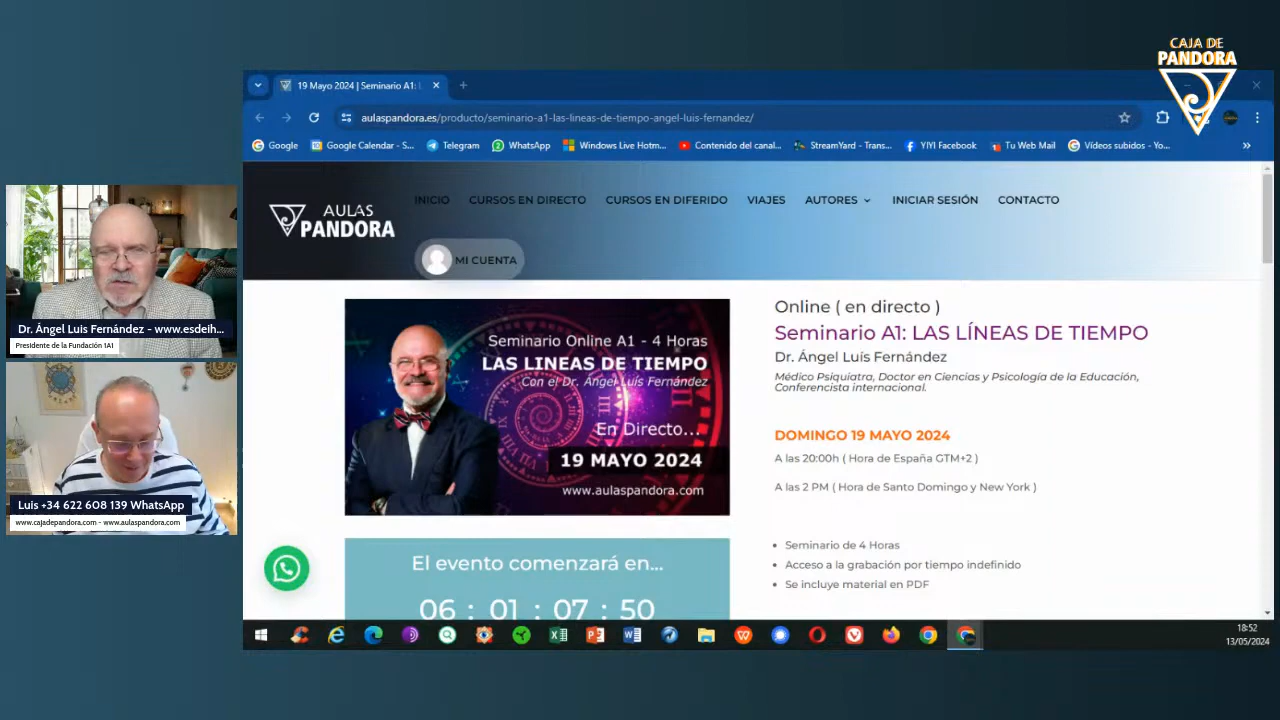 CAJA DE
PANDORA
19 Mayo 2024 | Seminario A1: L
aulaspandora.es/producto/seminario-a1-las-lineas-de-tiempo-angel-luis-fernandez/
Google
Google Calendar - S...
Telegram
WhatsApp
Windows Live Hotm...
Contenido del canal...
StreamYard - Trans...
YIYI Facebook
Tu Web Mail
Vídeos subidos - Yo...
AULAS
PANDORA
INICIO
CURSOS EN DIRECTO
CURSOS EN DIFERIDO
VIAJES
AUTORES
INICIAR SESIÓN
CONTACTO
MI CUENTA
Dr. Ángel Luis Fernández - www.esdeih...
Presidente de la Fundación 1A1
Luis +34 622 608 139 WhatsApp
www.cajadepandora.com - www.aulaspandora.com
Seminario Online A1 - 4 Horas
LAS LINEAS DE TIEMPO
Con el Dr. Ángel Luís Fernández
En Directo...
19 MAYO 2024
www.aulaspandora.com
El evento comenzará en...
06 : 01 : 07 : 50
Online ( en directo )
Seminario A1: LAS LÍNEAS DE TIEMPO
Dr. Ángel Luís Fernández
Médico Psiquiatra, Doctor en Ciencias y Psicología de la Educación,
Conferencista internacional.
DOMINGO 19 MAYO 2024
A las 20:00h ( Hora de España GTM+2 )
A las 2 PM ( Hora de Santo Domingo y New York )
Seminario de 4 Horas
Acceso a la grabación por tiempo indefinido
Se incluye material en PDF
18:52
13/05/2024